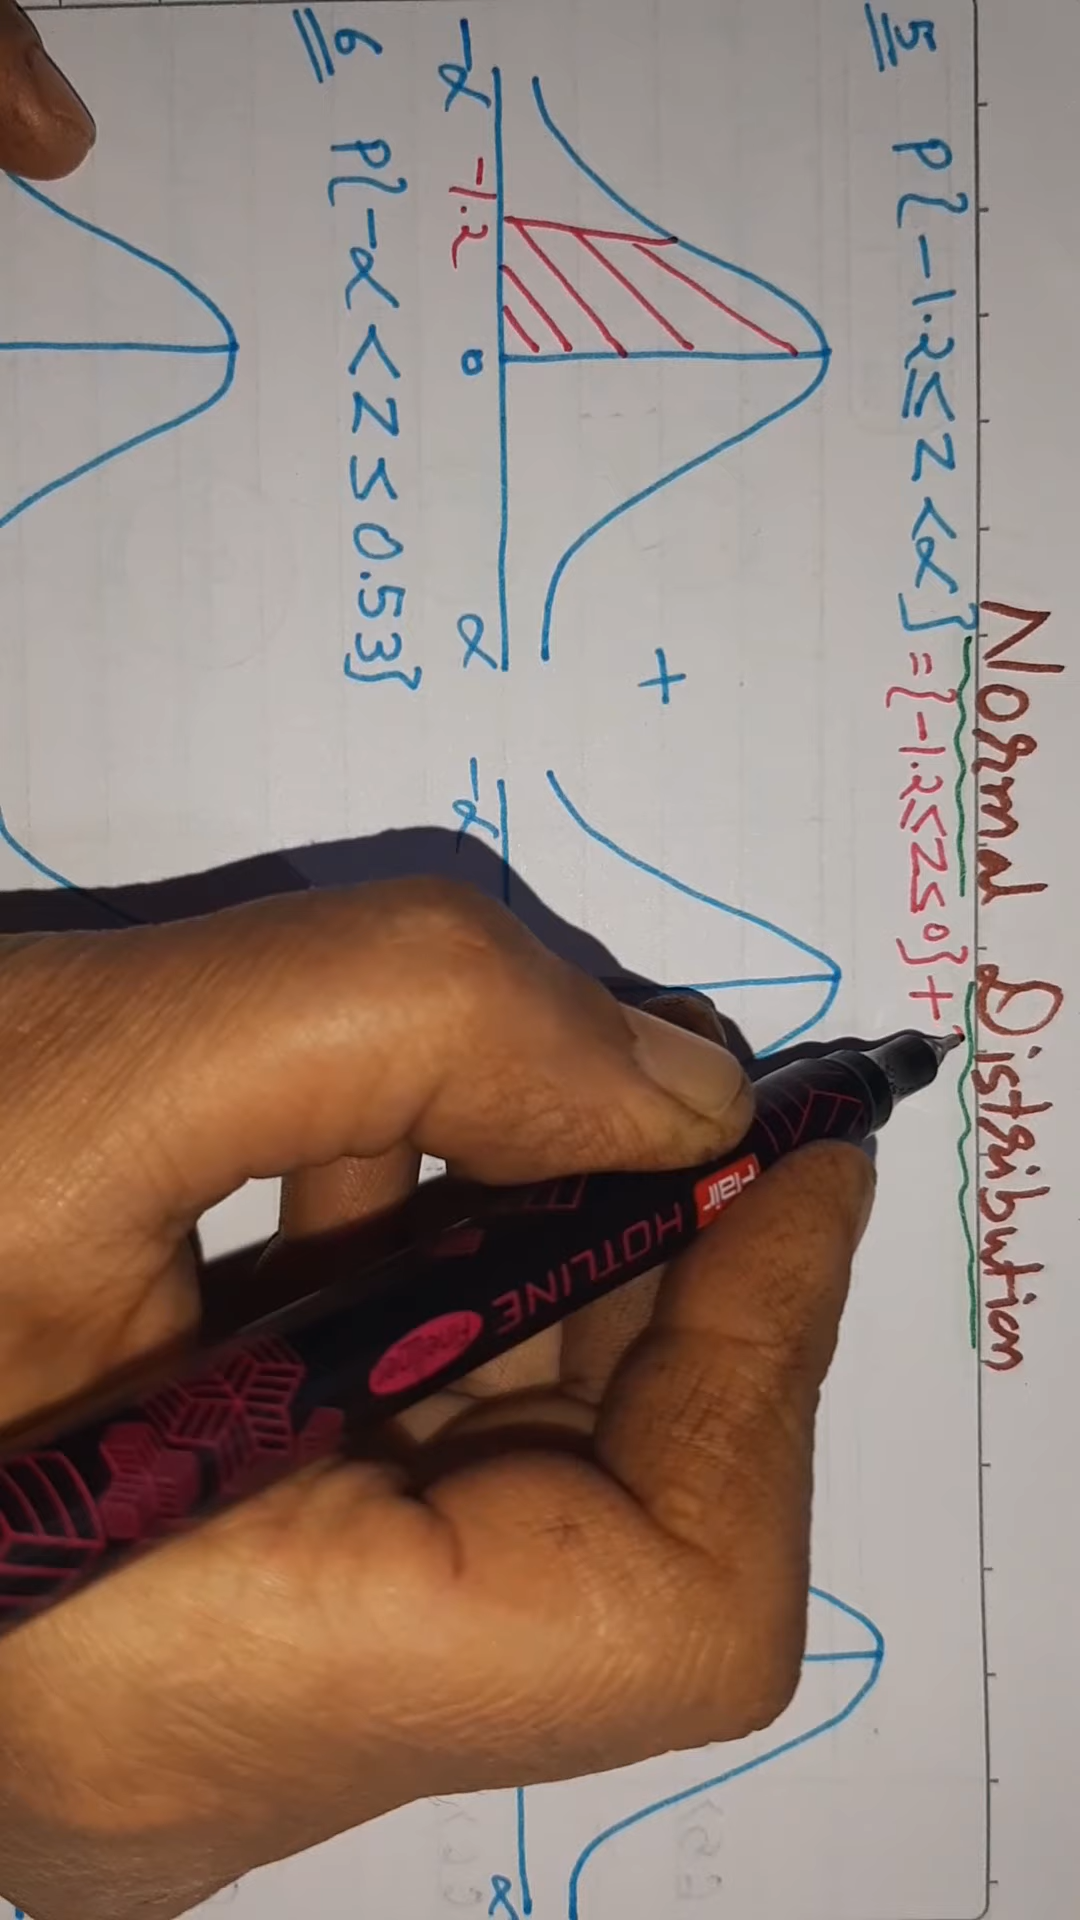 Normal Distribution
5 P{-1.2≤Z<α}={-1.2≤Z≤0}+
+
-α -1.2 0 α -α α
6 P{-α<Z≤0.53}
flair HOTLINE